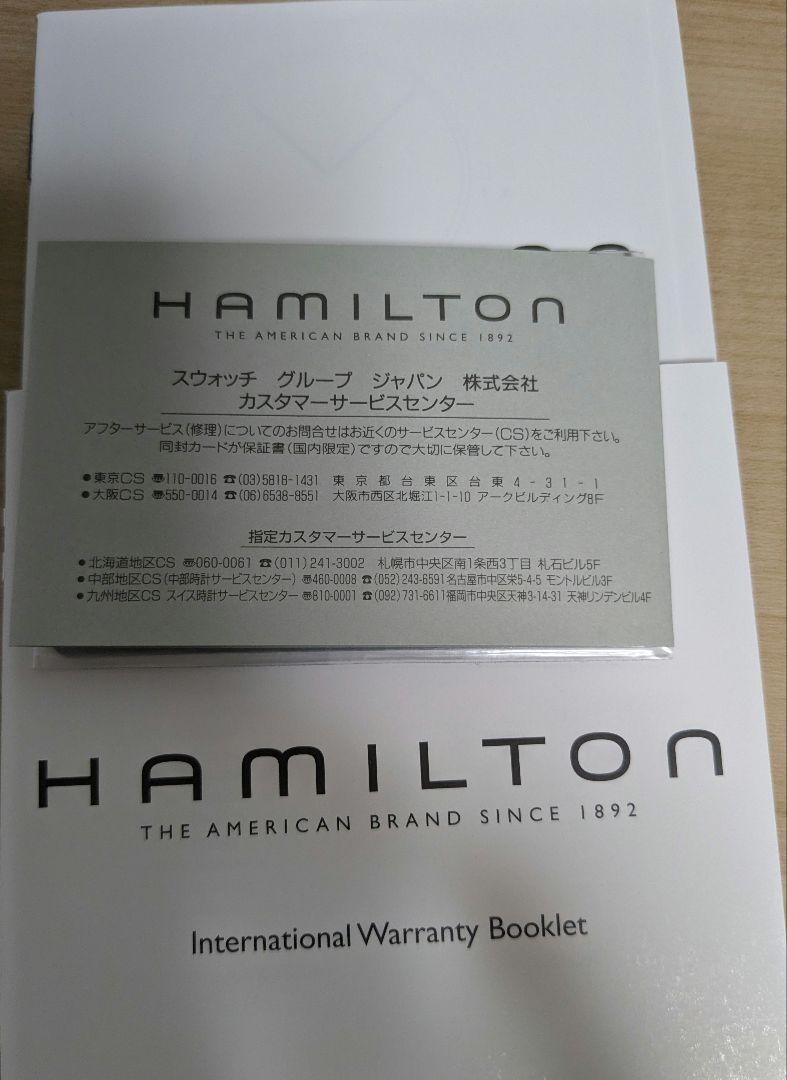 HAMILTON
THE AMERICAN BRAND SINCE 1892
スウォッチ グループ ジャパン 株式会社
カスタマーサービスセンター
アフターサービス(修理)についてのお問合せはお近くのサービスセンター(CS)をご利用下さい。
同封カードが保証書(国内限定)ですので大切に保管して下さい。
●東京CS 〠110-0016 ☎(03)5818-1431 東京都台東区台東4-31-1
●大阪CS 〠550-0014 ☎(06)6538-8551 大阪市西区北堀江1-1-10 アークビルディング8F
指定カスタマーサービスセンター
●北海道地区CS 〠060-0061 ☎(011)241-3002 札幌市中央区南1条西3丁目 札石ビル5F
●中部地区CS(中部時計サービスセンター) 〠460-0008 ☎(052)243-6591 名古屋市中区栄5-4-5 モントルビル3F
●九州地区CS スイス時計サービスセンター 〠810-0001 ☎(092)731-6611 福岡市中央区天神3-14-31 天神リンデンビル4F
HAMILTON
THE AMERICAN BRAND SINCE 1892
International Warranty Booklet